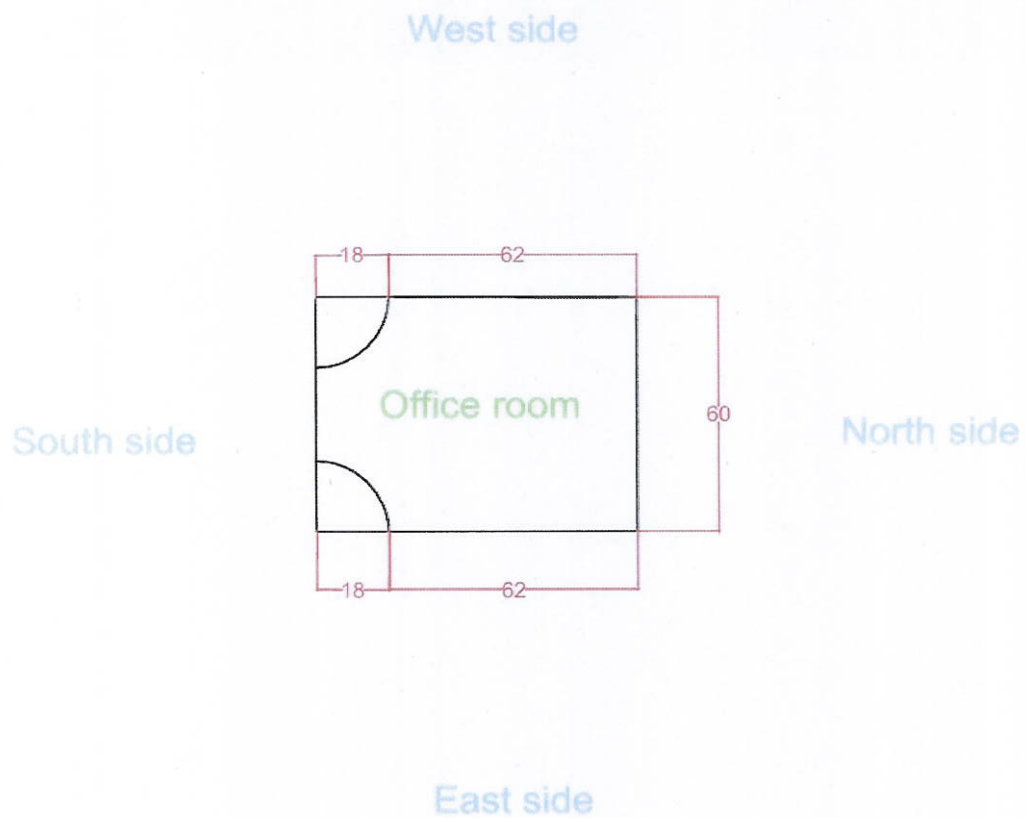 West side
18
62
Office room
60
South side
North side
18
62
East side